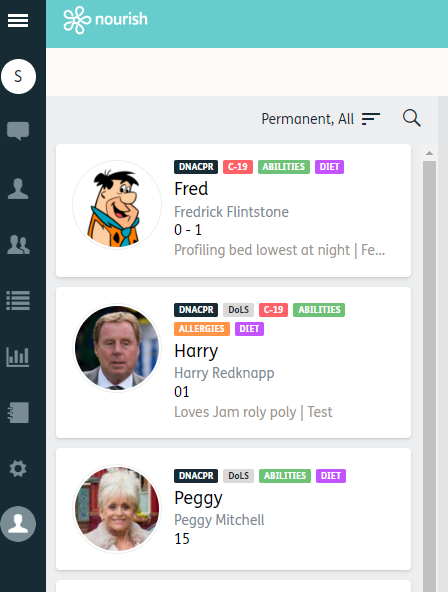 nourish
S
Permanent, All
DNACPR C-19 ABILITIES DIET
Fred
Fredrick Flintstone
0 - 1
Profiling bed lowest at night | Fe...
DNACPR DoLS C-19 ABILITIES
ALLERGIES DIET
Harry
Harry Redknapp
01
Loves Jam roly poly | Test
DNACPR DoLS ABILITIES DIET
Peggy
Peggy Mitchell
15